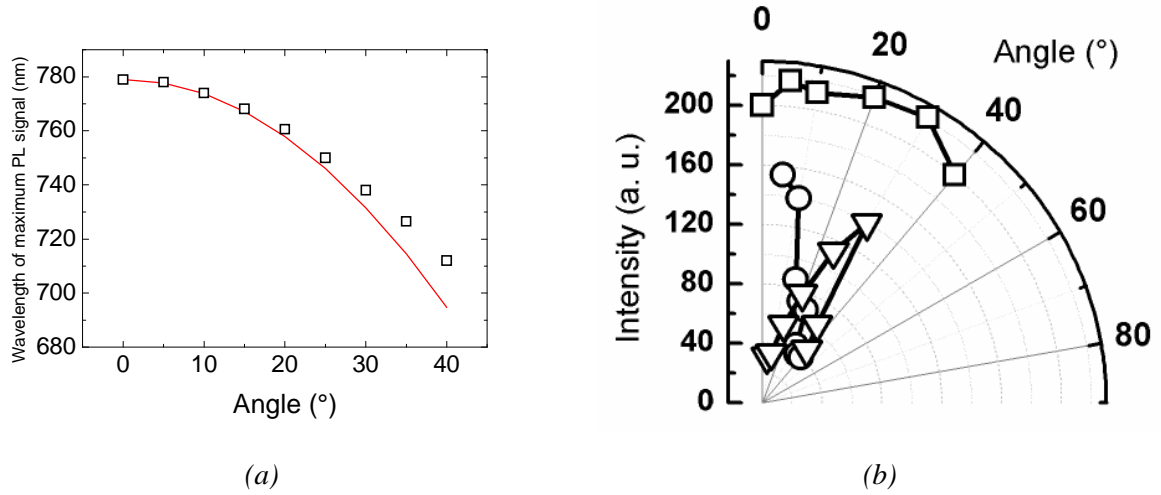 Wavelength of maximum PL signal (nm)
780
760
740
720
700
680
0 10 20 30 40
Angle (°)
(a)
0
20
Angle (°)
40
60
80
Intensity (a. u.)
200
160
120
80
40
0
(b)